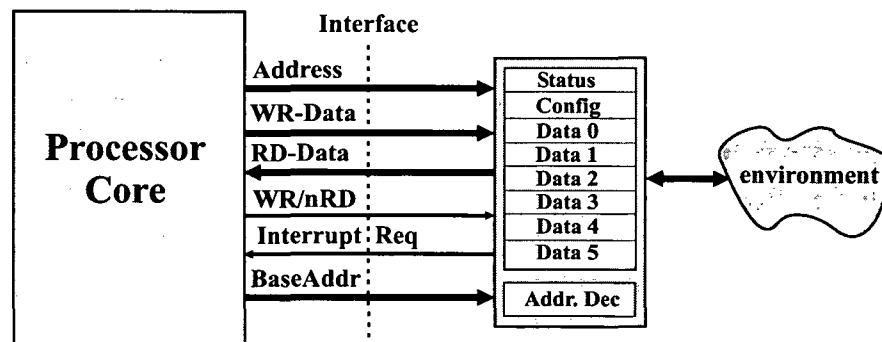 Interface
Processor
Core
Address
WR-Data
RD-Data
WR/nRD
Interrupt Req
BaseAddr
Status
Config
Data 0
Data 1
Data 2
Data 3
Data 4
Data 5
Addr. Dec
environment